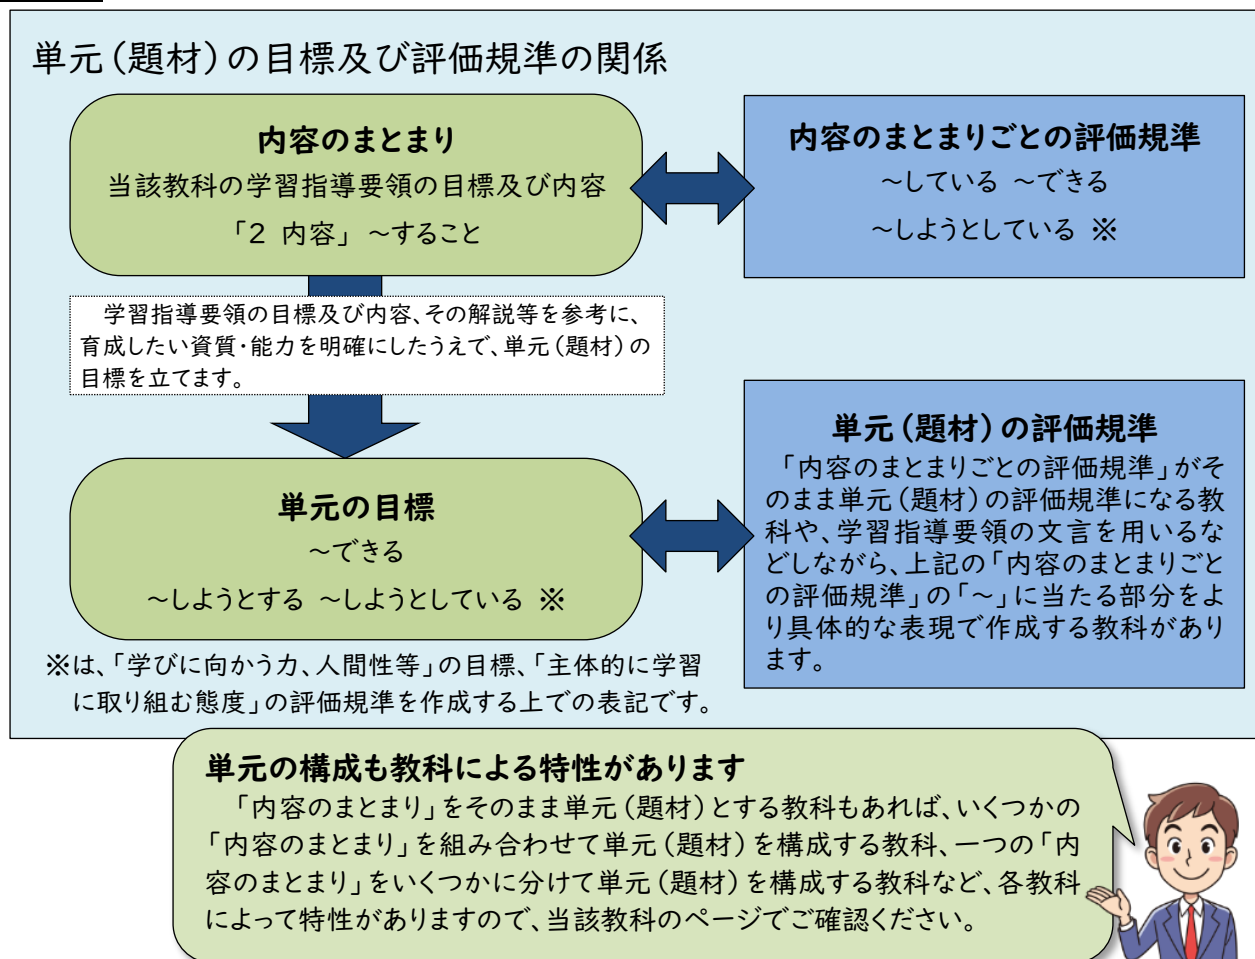 単元(題材)の目標及び評価規準の関係
内容のまとまり
当該教科の学習指導要領の目標及び内容
「2 内容」 ～すること
内容のまとまりごとの評価規準
～している ～できる
～しようとしている ※
学習指導要領の目標及び内容、その解説等を参考に、
育成したい資質・能力を明確にしたうえで、単元(題材)の
目標を立てます。
単元の目標
～できる
～しようとする ～しようとしている ※
単元(題材)の評価規準
「内容のまとまりごとの評価規準」がそ
のまま単元(題材)の評価規準になる教
科や、学習指導要領の文言を用いるな
どしながら、上記の「内容のまとまりごと
の評価規準」の「～」に当たる部分をよ
り具体的な表現で作成する教科があり
ます。
※は、「学びに向かう力、人間性等」の目標、「主体的に学習
に取り組む態度」の評価規準を作成する上での表記です。
単元の構成も教科による特性があります
「内容のまとまり」をそのまま単元(題材)とする教科もあれば、いくつかの
「内容のまとまり」を組み合わせて単元(題材)を構成する教科、一つの「内
容のまとまり」をいくつかに分けて単元(題材)を構成する教科など、各教科
によって特性がありますので、当該教科のページでご確認ください。